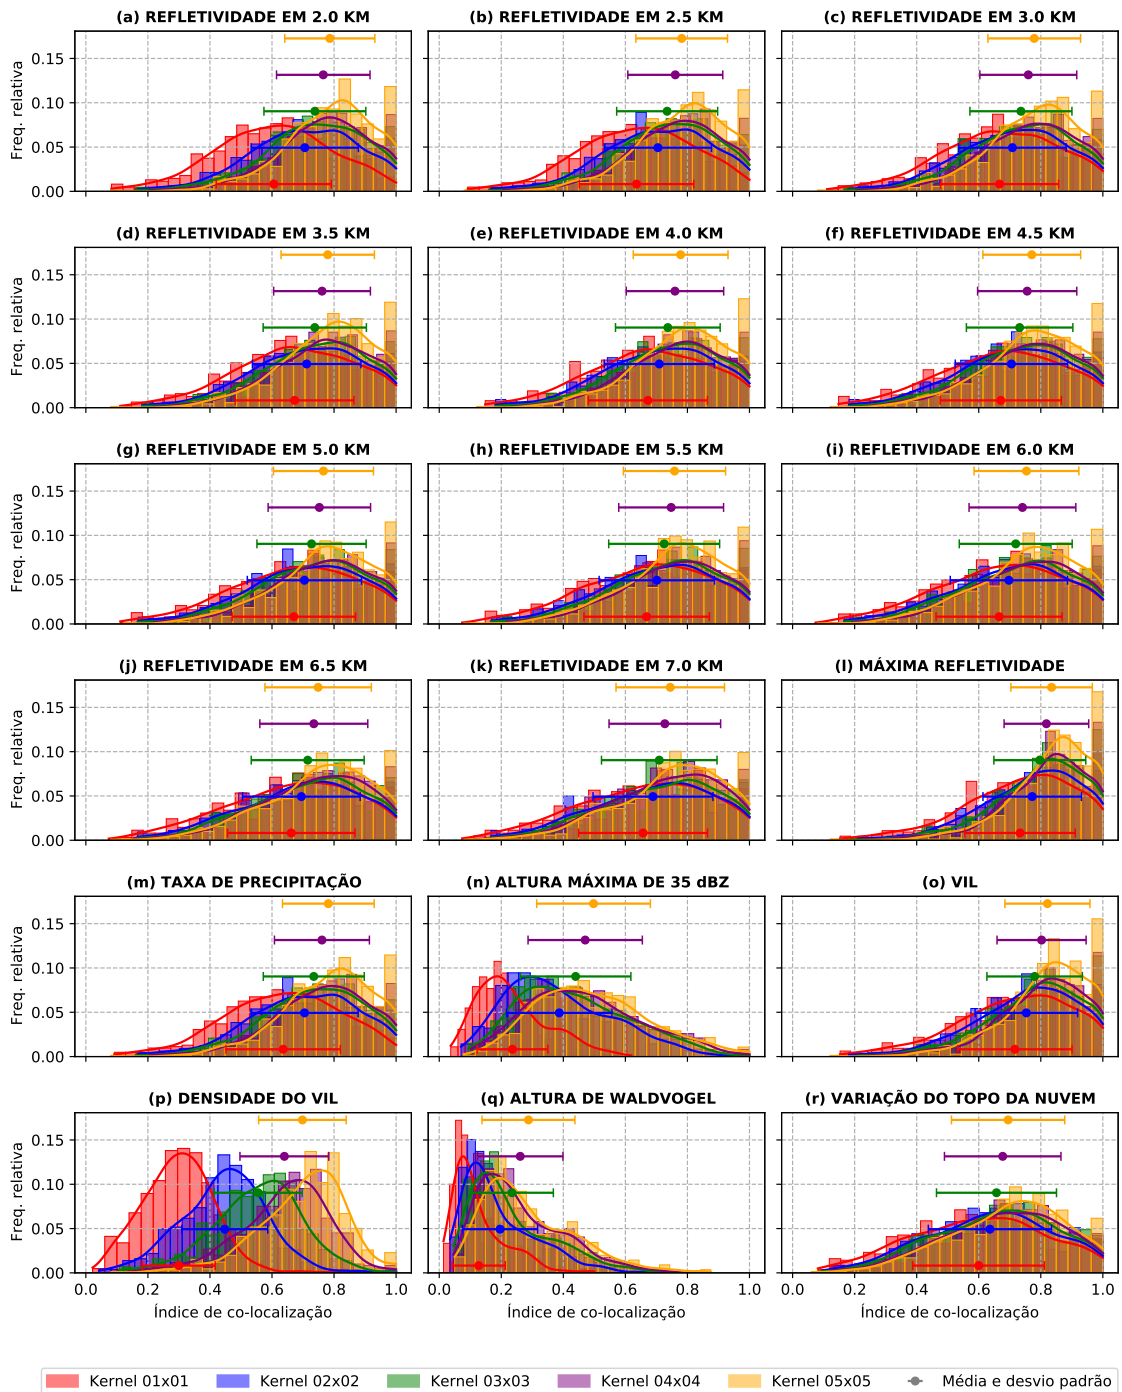 (a) REFLETIVIDADE EM 2.0 KM
(b) REFLETIVIDADE EM 2.5 KM
(c) REFLETIVIDADE EM 3.0 KM
Freq. relativa
0.15
0.10
0.05
0.00
(d) REFLETIVIDADE EM 3.5 KM
(e) REFLETIVIDADE EM 4.0 KM
(f) REFLETIVIDADE EM 4.5 KM
Freq. relativa
0.15
0.10
0.05
0.00
(g) REFLETIVIDADE EM 5.0 KM
(h) REFLETIVIDADE EM 5.5 KM
(i) REFLETIVIDADE EM 6.0 KM
Freq. relativa
0.15
0.10
0.05
0.00
(j) REFLETIVIDADE EM 6.5 KM
(k) REFLETIVIDADE EM 7.0 KM
(l) MÁXIMA REFLETIVIDADE
Freq. relativa
0.15
0.10
0.05
0.00
(m) TAXA DE PRECIPITAÇÃO
(n) ALTURA MÁXIMA DE 35 dBZ
(o) VIL
Freq. relativa
0.15
0.10
0.05
0.00
(p) DENSIDADE DO VIL
(q) ALTURA DE WALDVOGEL
(r) VARIAÇÃO DO TOPO DA NUVEM
Freq. relativa
0.15
0.10
0.05
0.00
0.0 0.2 0.4 0.6 0.8 1.0
0.0 0.2 0.4 0.6 0.8 1.0
0.0 0.2 0.4 0.6 0.8 1.0
Índice de co-localização
Índice de co-localização
Índice de co-localização
Kernel 01x01
Kernel 02x02
Kernel 03x03
Kernel 04x04
Kernel 05x05
Média e desvio padrão